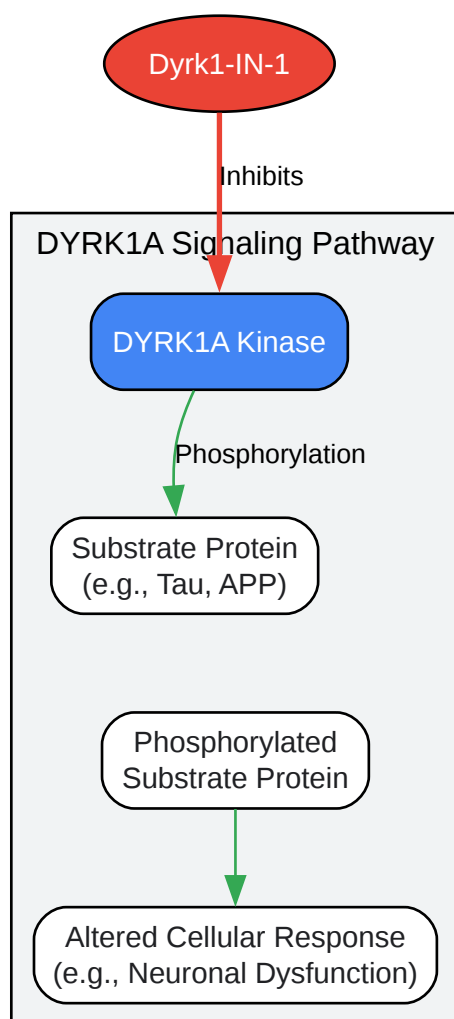 Dyrk1-IN-1
Inhibits
DYRK1A Signaling Pathway
DYRK1A Kinase
Phosphorylation
Substrate Protein
(e.g., Tau, APP)
Phosphorylated
Substrate Protein
Altered Cellular Response
(e.g., Neuronal Dysfunction)